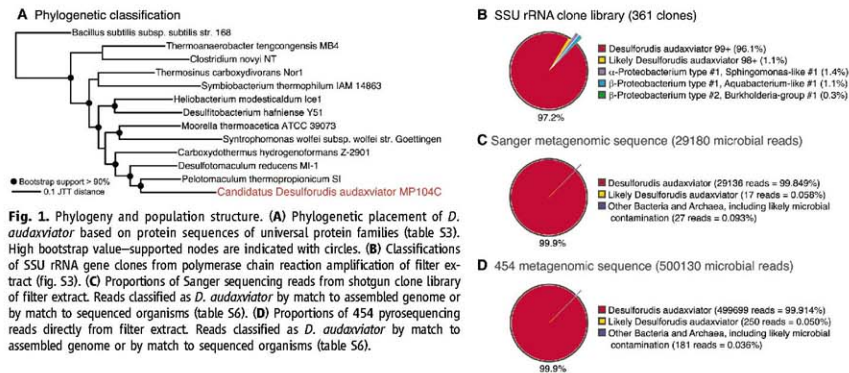 A Phylogenetic classification
Bacillus subtilis subsp. subtilis str. 168
Thermoanaerobacter tengcongensis MB4
Clostridium novyi NT
Thermosinus carboxydivorans Nor1
Symbiobacterium thermophilum IAM 14863
Heliobacterium modesticaldum Ice1
Desulfitobacterium hafniense Y51
Moorella thermoacetica ATCC 39073
Syntrophomonas wolfei subsp. wolfei str. Goettingen
Carboxydothermus hydrogenoformans Z-2901
Desulfotomaculum reducens MI-1
Pelotomaculum thermopropionicum SI
Candidatus Desulforudis audaxviator MP104C
Bootstrap support > 90%
0.1 JTT distance
Fig. 1. Phylogeny and population structure. (A) Phylogenetic placement of D.
audaxviator based on protein sequences of universal protein families (table S3).
High bootstrap value–supported nodes are indicated with circles. (B) Classifications
of SSU rRNA gene clones from polymerase chain reaction amplification of filter ex-
tract (fig. S3). (C) Proportions of Sanger sequencing reads from shotgun clone library
of filter extract. Reads classified as D. audaxviator by match to assembled genome or
by match to sequenced organisms (table S6). (D) Proportions of 454 pyrosequencing
reads directly from filter extract. Reads classified as D. audaxviator by match to
assembled genome or by match to sequenced organisms (table S6).
B SSU rRNA clone library (361 clones)
Desulforudis audaxviator 99+ (96.1%)
Likely Desulforudis audaxviator 98+ (1.1%)
α-Proteobacterium type #1, Sphingomonas-like #1 (1.4%)
β-Proteobacterium type #1, Aquabacterium-like #1 (1.1%)
β-Proteobacterium type #2, Burkholderia-group #1 (0.3%)
97.2%
C Sanger metagenomic sequence (29180 microbial reads)
Desulforudis audaxviator (29136 reads = 99.849%)
Likely Desulforudis audaxviator (17 reads = 0.058%)
Other Bacteria and Archaea, including likely microbial
contamination (27 reads = 0.093%)
99.9%
D 454 metagenomic sequence (500130 microbial reads)
Desulforudis audaxviator (499699 reads = 99.914%)
Likely Desulforudis audaxviator (250 reads = 0.050%)
Other Bacteria and Archaea, including likely microbial
contamination (181 reads = 0.036%)
99.9%